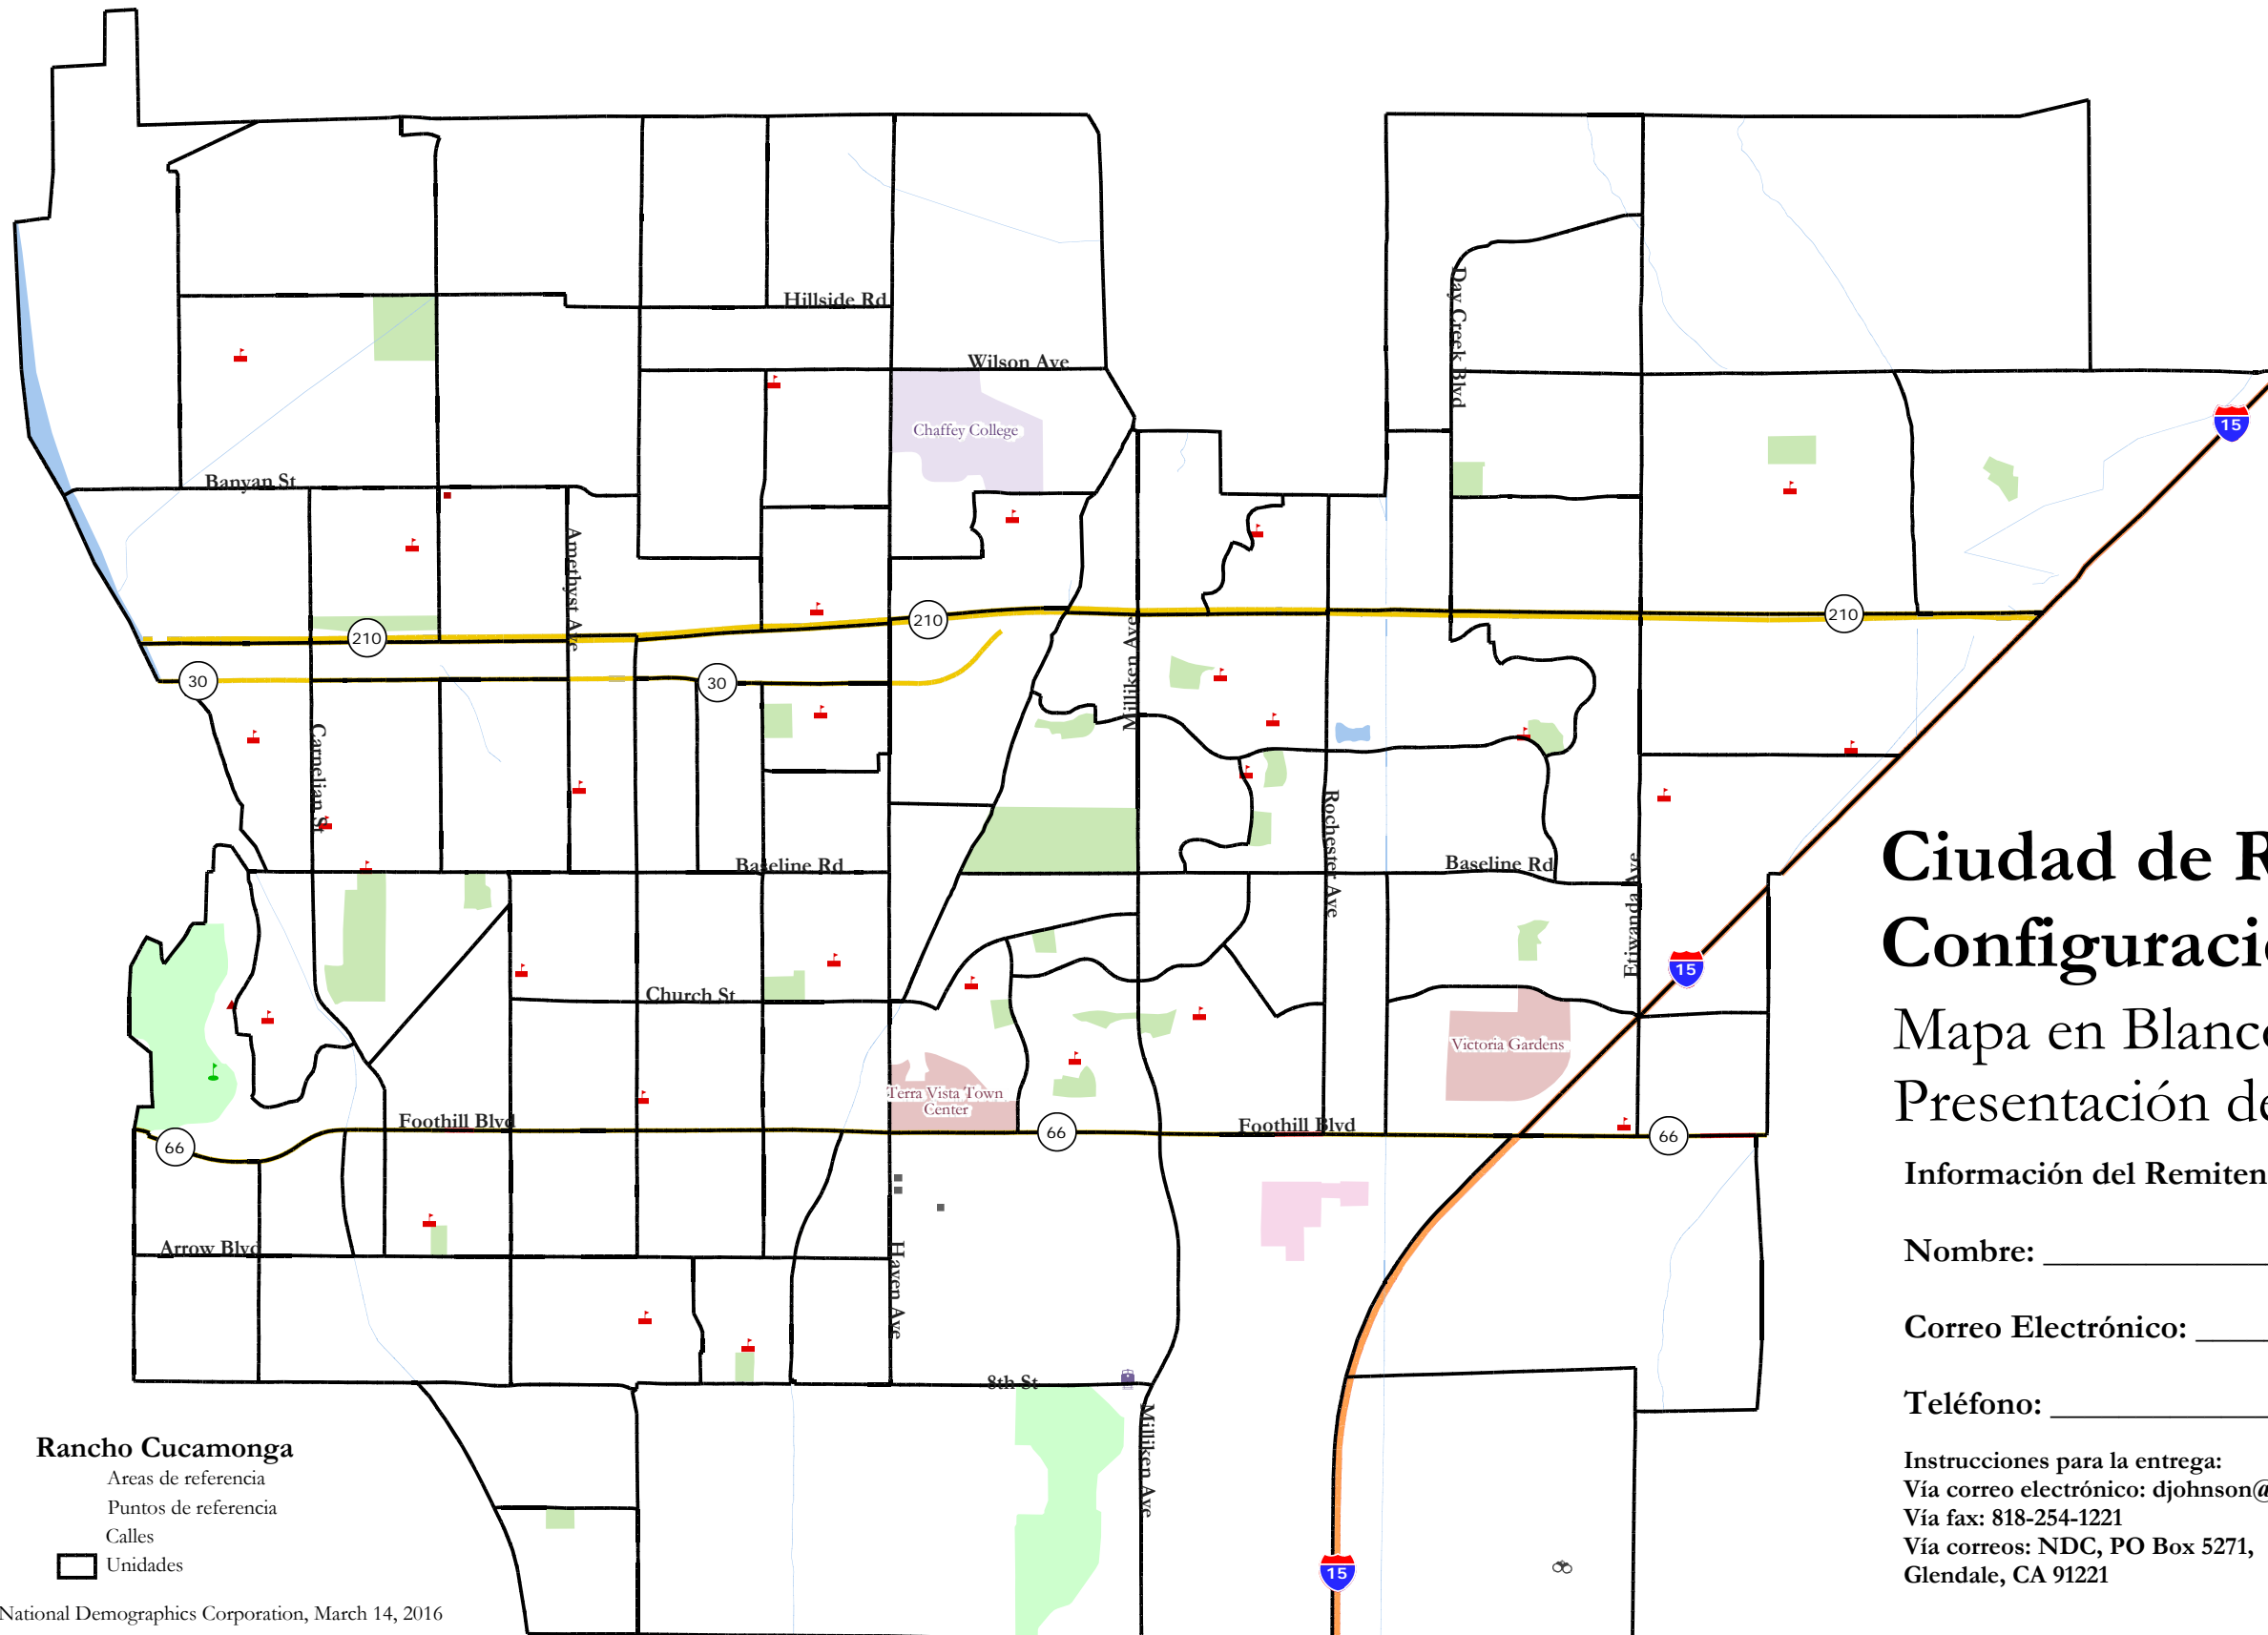 Hillside Rd
Wilson Ave
Day Creek Blvd
15
Chaffey College
Banyan St
Amethyst Ave
210
210
210
30
30
Milliken Ave
Carnelian St
Rochester Ave
Baseline Rd
Baseline Rd
Etiwanda Ave
Ciudad de R
Configuraci
Mapa en Blanc
Presentación de
15
Church St
Victoria Gardens
Terra Vista Town
Center
Foothill Blvd
Foothill Blvd
66
66
66
Información del Remiten
Arrow Blvd
Haven Ave
Nombre:
Correo Electrónico:
Teléfono:
8th St
Milliken Ave
Rancho Cucamonga
Areas de referencia
Puntos de referencia
Calles
Unidades
15
Instrucciones para la entrega:
Vía correo electrónico: djohnson@
Vía fax: 818-254-1221
Vía correos: NDC, PO Box 5271,
Glendale, CA 91221
National Demographics Corporation, March 14, 2016